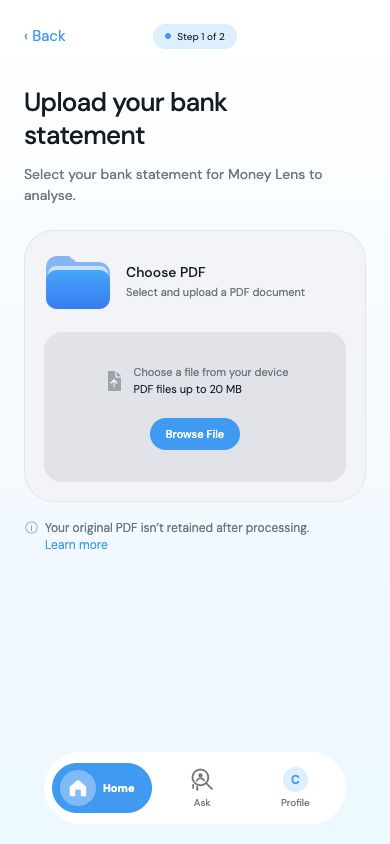 ‹ Back
Step 1 of 2
Upload your bank
statement
Select your bank statement for Money Lens to
analyse.
Choose PDF
Select and upload a PDF document
Choose a file from your device
PDF files up to 20 MB
Browse File
Your original PDF isn’t retained after processing.
Learn more
Home
Ask
C
Profile